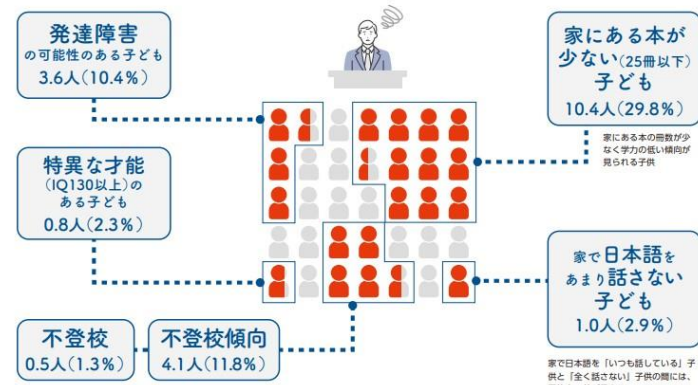 発達障害
の可能性のある子ども
3.6人(10.4%)
家にある本が
少ない(25冊以下)
子ども
10.4人(29.8%)
家にある本の冊数が少
なく学力の低い傾向が
見られる子供
特異な才能
(IQ130以上)の
ある子ども
0.8人(2.3%)
家で日本語を
あまり話さない
子ども
1.0人(2.9%)
不登校
0.5人(1.3%)
不登校傾向
4.1人(11.8%)
家で日本語を「いつも話している」子
供と「全く話さない」子供の間には、